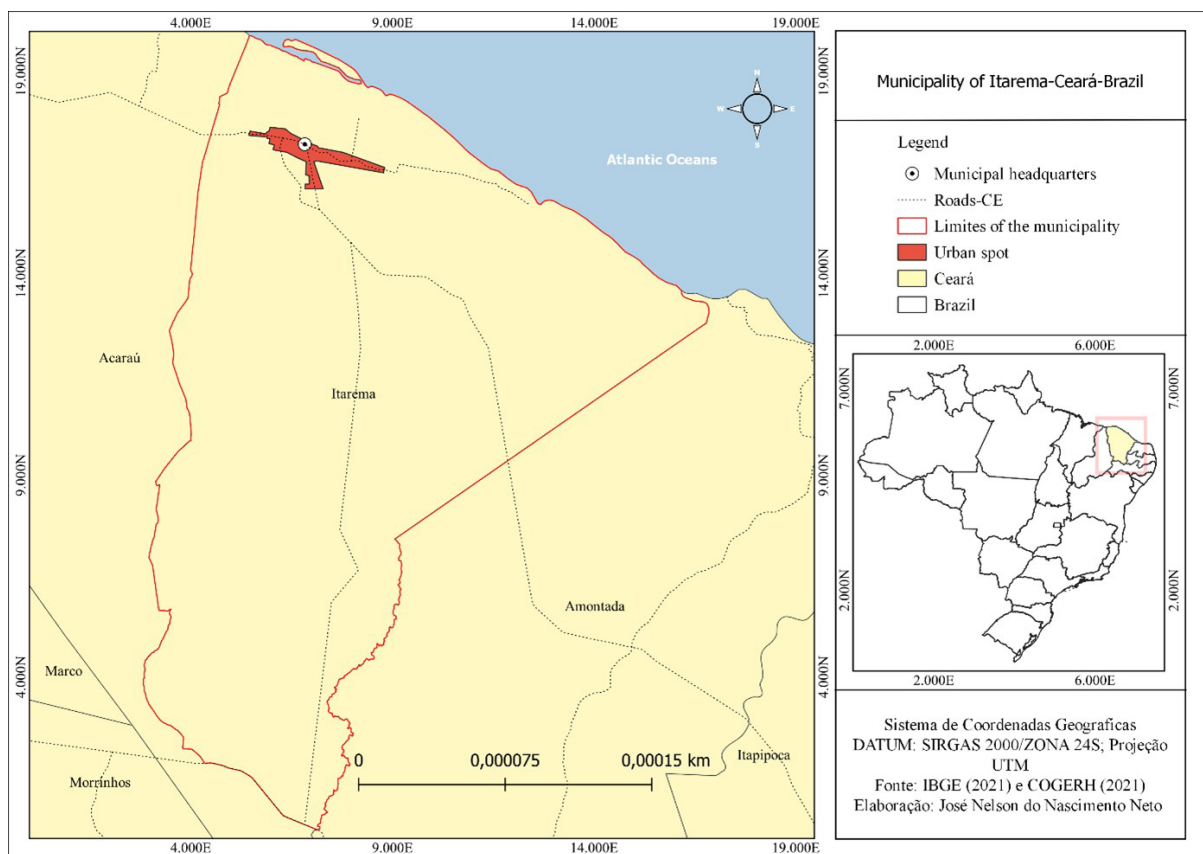 4.000E
9.000E
14.000E
19.000E
19.000N
14.000N
9.000N
4.000N
19.000N
14.000N
9.000N
4.000N
N
W
E
S
Atlantic Oceans
Acaraú
Itarema
Amontada
Marco
Morrinhos
Itapipoca
0
0,000075
0,00015 km
4.000E
9.000E
14.000E
19.000E
Municipality of Itarema-Ceará-Brazil
Legend
Municipal headquarters
Roads-CE
Limites of the municipality
Urban spot
Ceará
Brazil
2.000E
6.000E
7.000N
2.000N
7.000N
2.000N
2.000E
6.000E
Sistema de Coordenadas Geograficas
DATUM: SIRGAS 2000/ZONA 24S; Projeção
UTM
Fonte: IBGE (2021) e COGERH (2021)
Elaboração: José Nelson do Nascimento Neto